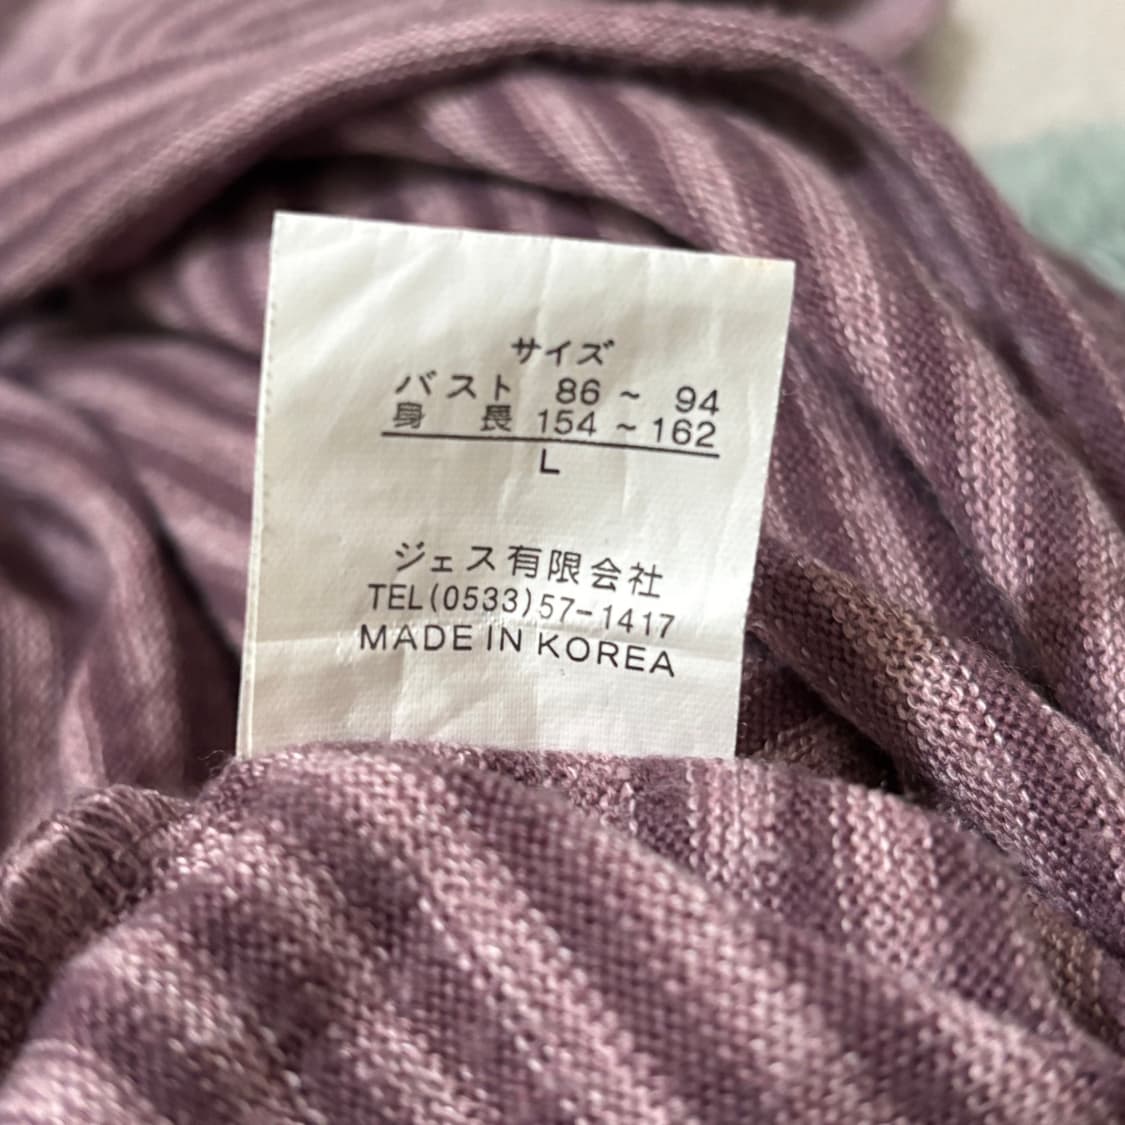 サイズ
バスト 86 ~ 94
身長 154 ~ 162
L
ジェス有限会社
TEL(0533)57-1417
MADE IN KOREA